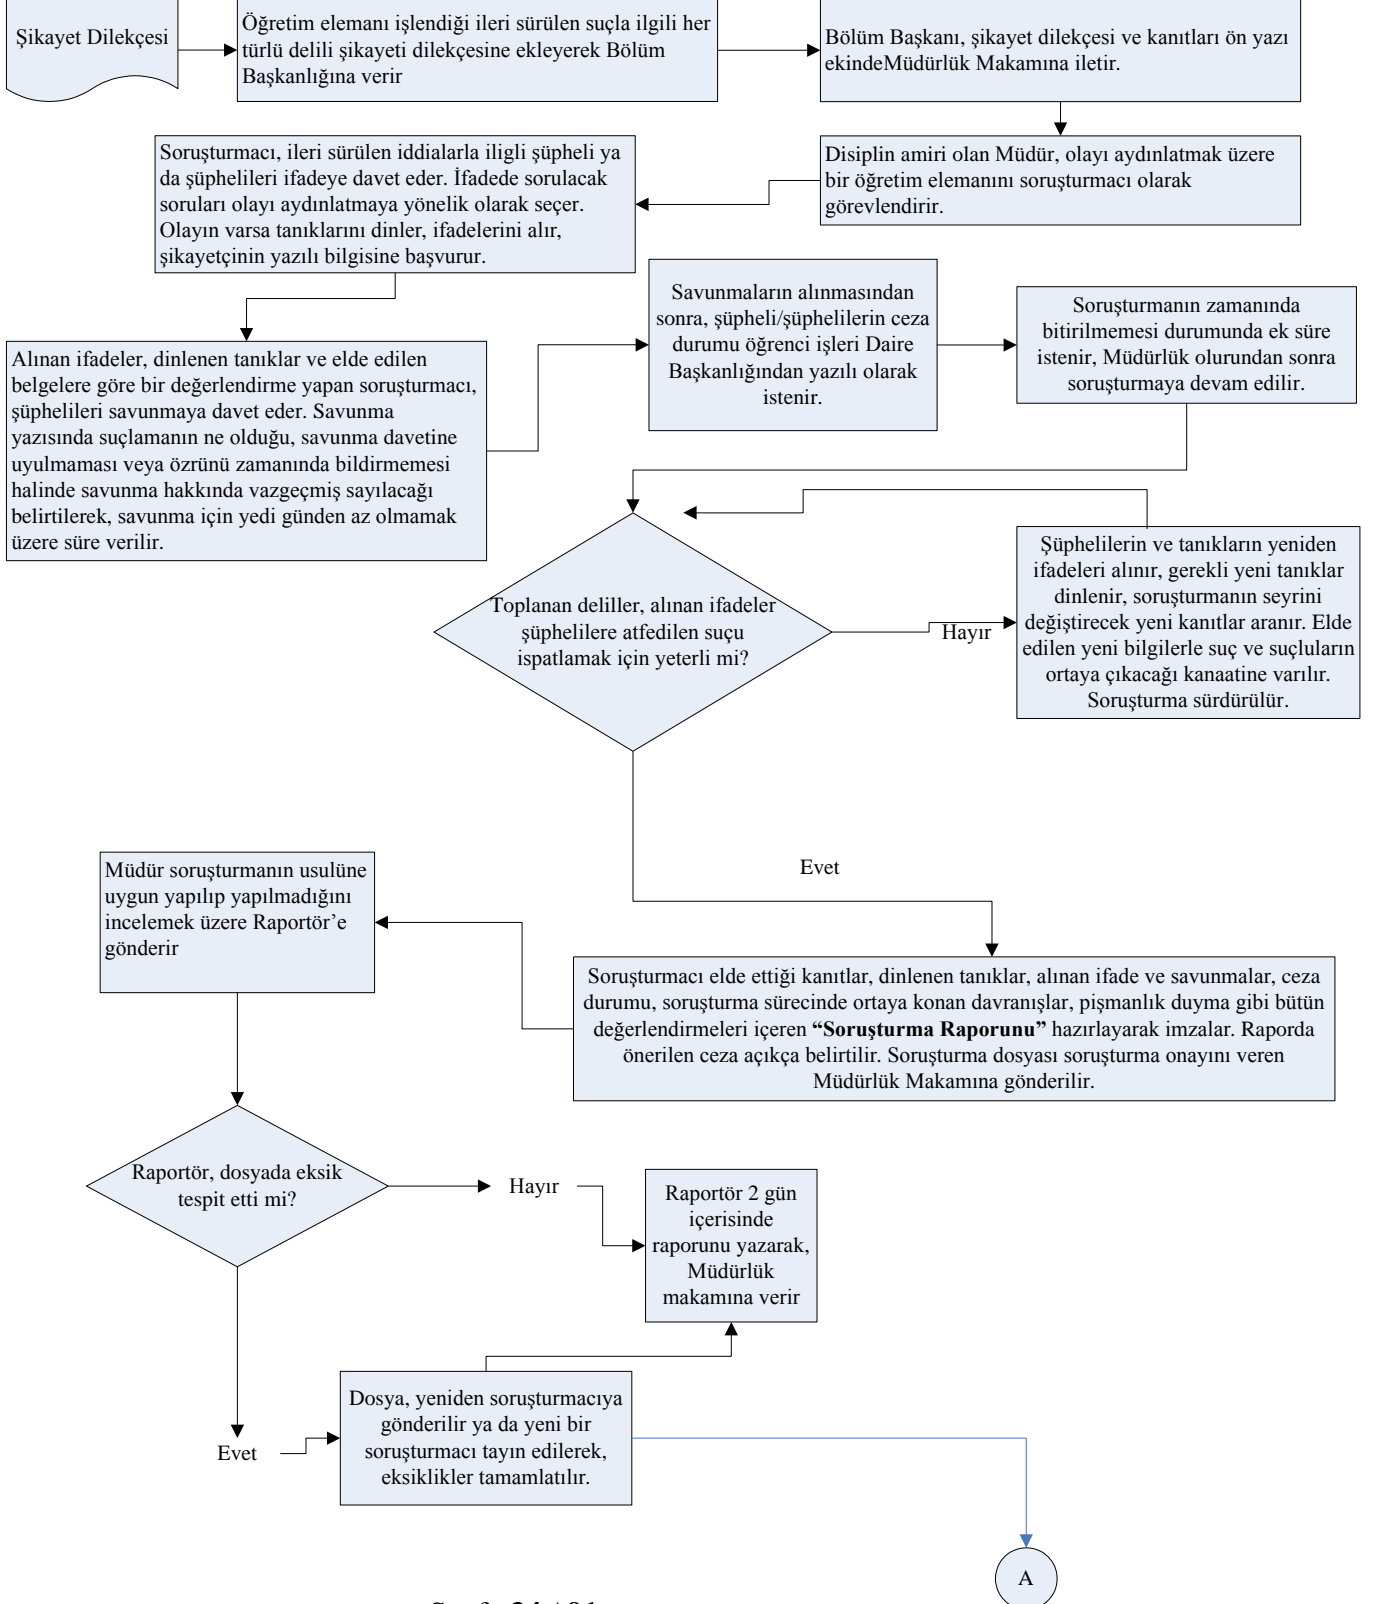 Şikayet Dilekçesi
Öğretim elemanı işlendiği ileri sürülen suçla ilgili her
türlü delili şikayeti dilekçesine ekleyerek Bölüm
Başkanlığına verir
Bölüm Başkanı, şikayet dilekçesi ve kanıtları ön yazı
ekindeMüdürlük Makamına iletir.
Disiplin amiri olan Müdür, olayı aydınlatmak üzere
bir öğretim elemanını soruşturmacı olarak
görevlendirir.
Soruşturmacı, ileri sürülen iddialarla iligli şüpheli ya
da şüphelileri ifadeye davet eder. İfadede sorulacak
soruları olayı aydınlatmaya yönelik olarak seçer.
Olayın varsa tanıklarını dinler, ifadelerini alır,
şikayetçinin yazılı bilgisine başvurur.
Alınan ifadeler, dinlenen tanıklar ve elde edilen
belgelere göre bir değerlendirme yapan soruşturmacı,
şüphelileri savunmaya davet eder. Savunma
yazısında suçlamanın ne olduğu, savunma davetine
uyulmaması veya özrünü zamanında bildirmemesi
halinde savunma hakkında vazgeçmiş sayılacağı
belirtilerek, savunma için yedi günden az olmamak
üzere süre verilir.
Savunmaların alınmasından
sonra, şüpheli/şüphelilerin ceza
durumu öğrenci işleri Daire
Başkanlığından yazılı olarak
istenir.
Soruşturmanın zamanında
bitirilmemesi durumunda ek süre
istenir, Müdürlük olurundan sonra
soruşturmaya devam edilir.
Toplanan deliller, alınan ifadeler
şüphelilere atfedilen suçu
ispatlamak için yeterli mi?
Hayır
Şüphelilerin ve tanıkların yeniden
ifadeleri alınır, gerekli yeni tanıklar
dinlenir, soruşturmanın seyrini
değiştirecek yeni kanıtlar aranır. Elde
edilen yeni bilgilerle suç ve suçluların
ortaya çıkacağı kanaatine varılır.
Soruşturma sürdürülür.
Evet
Soruşturmacı elde ettiği kanıtlar, dinlenen tanıklar, alınan ifade ve savunmalar, ceza
durumu, soruşturma sürecinde ortaya konan davranışlar, pişmanlık duyma gibi bütün
değerlendirmeleri içeren “Soruşturma Raporunu” hazırlayarak imzalar. Raporda
önerilen ceza açıkça belirtilir. Soruşturma dosyası soruşturma onayını veren
Müdürlük Makamına gönderilir.
Müdür soruşturmanın usulüne
uygun yapılıp yapılmadığını
incelemek üzere Raportör’e
gönderir
Raportör, dosyada eksik
tespit etti mi?
Hayır
Raportör 2 gün
içerisinde
raporunu yazarak,
Müdürlük
makamına verir
Evet
Dosya, yeniden soruşturmacıya
gönderilir ya da yeni bir
soruşturmacı tayin edilerek,
eksiklikler tamamlatılır.
A